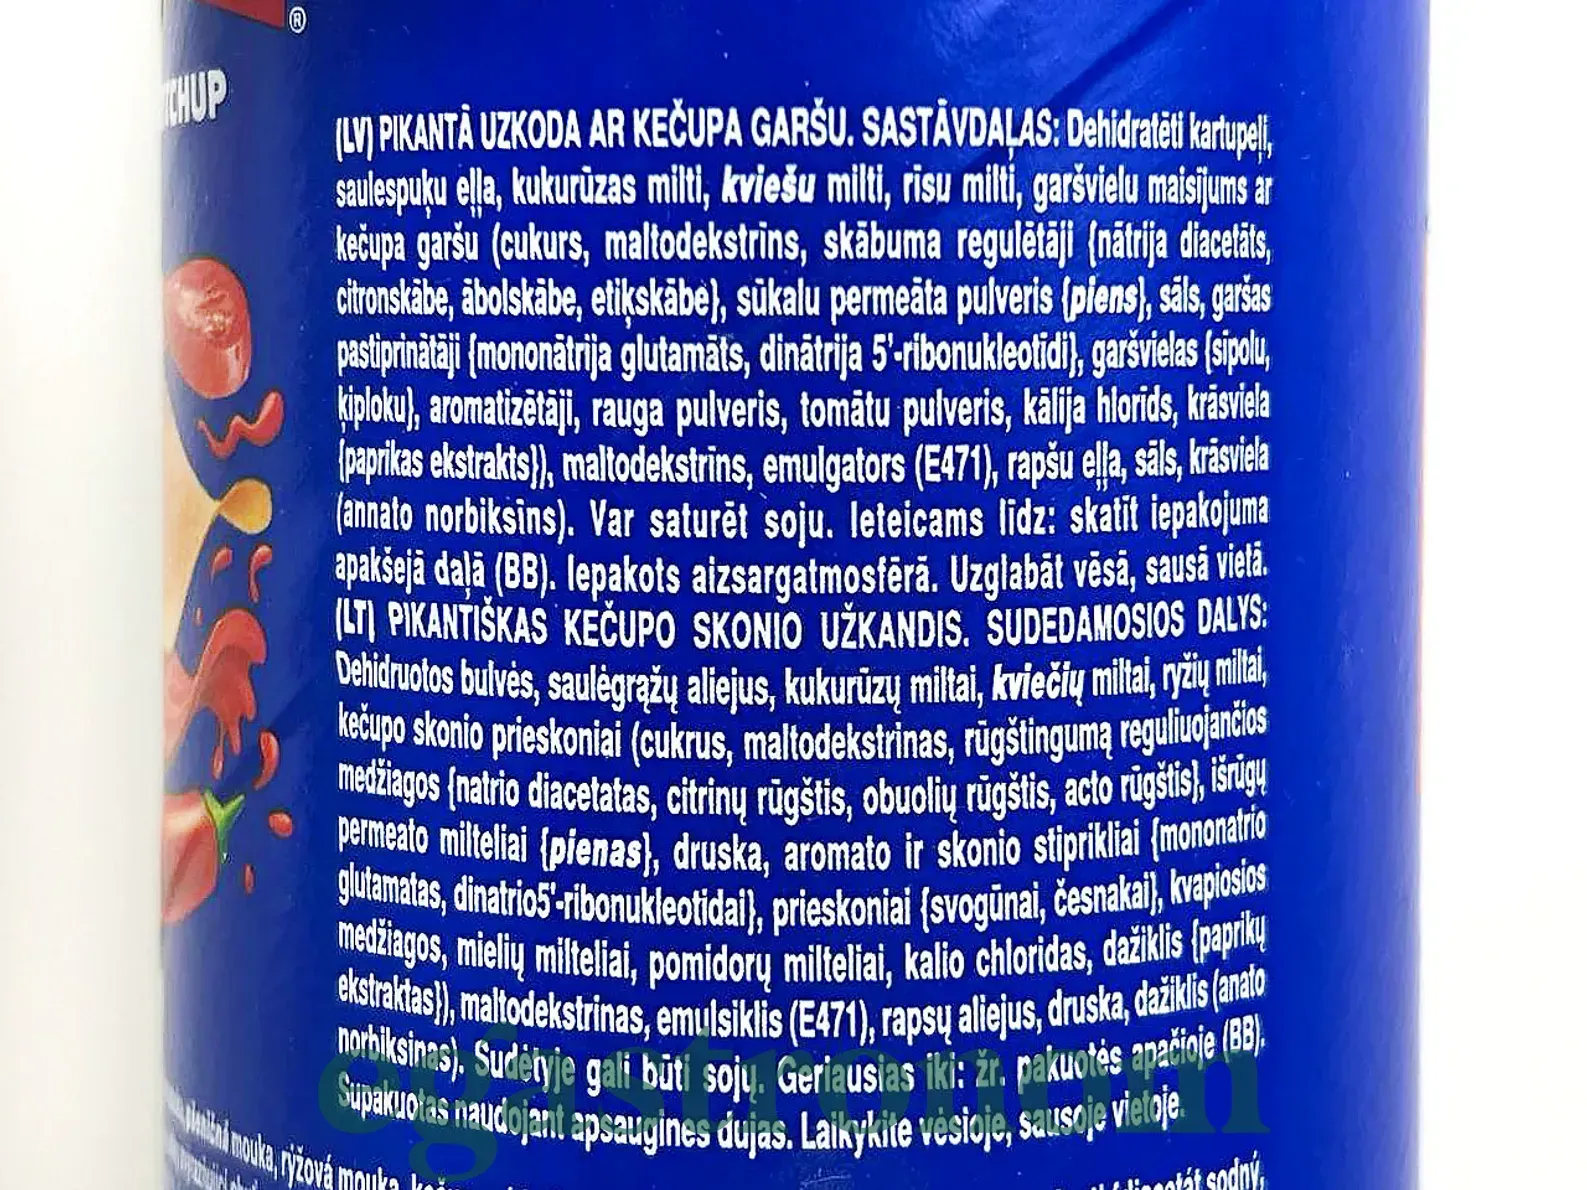 ®
TCHUP
(LV) PIKANTĀ UZKODA AR KEČUPA GARŠU. SASTĀVDAĻAS: Dehidratēti kartupeļi,
saulespuķu eļļa, kukurūzas milti, kviešu milti, rīsu milti, garšvielu maisījums ar
kečupa garšu (cukurs, maltodekstrīns, skābuma regulētāji {nātrija diacetāts,
citronskābe, ābolskābe, etiķskābe}, sūkalu permeāta pulveris {piens}, sāls, garšas
pastiprinātāji {mononātrija glutamāts, dinātrija 5'-ribonukleotīdi}, garšvielas {sīpolu,
ķiploku}, aromatizētāji, rauga pulveris, tomātu pulveris, kālija hlorīds, krāsviela
{paprikas ekstrakts}), maltodekstrīns, emulgators (E471), rapšu eļļa, sāls, krāsviela
(annato norbiksīns). Var saturēt soju. Ieteicams līdz: skatīt iepakojuma
apakšejā daļā (BB). Iepakots aizsargatmosfērā. Uzglabāt vēsā, sausā vietā.
(LT) PIKANTIŠKAS KEČUPO SKONIO UŽKANDIS. SUDEDAMOSIOS DALYS:
Dehidruotos bulvės, saulėgrąžų aliejus, kukurūzų miltai, kviečių miltai, ryžių miltai,
kečupo skonio prieskoniai (cukrus, maltodekstrinas, rūgštingumą reguliuojančios
medžiagos {natrio diacetatas, citrinų rūgštis, obuolių rūgštis, acto rūgštis}, išrūgų
permeato milteliai {pienas}, druska, aromato ir skonio stiprikliai {mononatrio
glutamatas, dinatrio5'-ribonukleotidai}, prieskoniai {svogūnai, česnakai}, kvapiosios
medžiagos, mielių milteliai, pomidorų milteliai, kalio chloridas, dažiklis {paprikų
ekstraktas}), maltodekstrinas, emulsiklis (E471), rapsų aliejus, druska, dažiklis (anato
norbiksinas). Sudėtyje gali būti sojų. Geriausias iki: žr. pakuotės apačioje (BB).
Supakuotas naudojant apsaugines dujas. Laikykite vėsioje, sausoje vietoje.
egastronom
pšeničná mouka, rýžová mouka,
sodný,